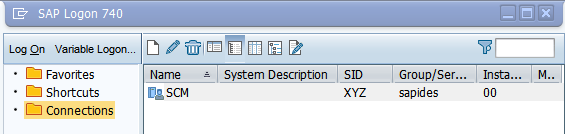 SAP Logon 740
Log On Variable Logon...
Favorites
Shortcuts
Connections
Name System Description SID Group/Ser... Insta... M...
SCM XYZ sapides 00